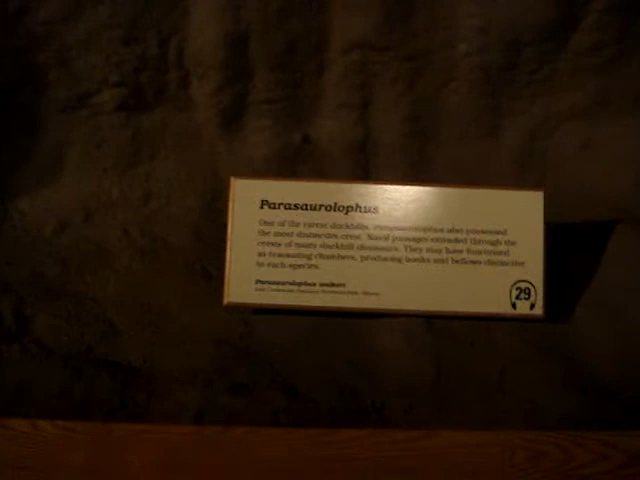 Parasaurolophus
One of the rarest duckbills, Parasaurolophus also possessed
the most distinctive crest. Nasal passages extended through the
crests of many duckbill dinosaurs. They may have functioned
as resonating chambers, producing honks and bellows distinctive
to each species.
Parasaurolophus walkeri
29